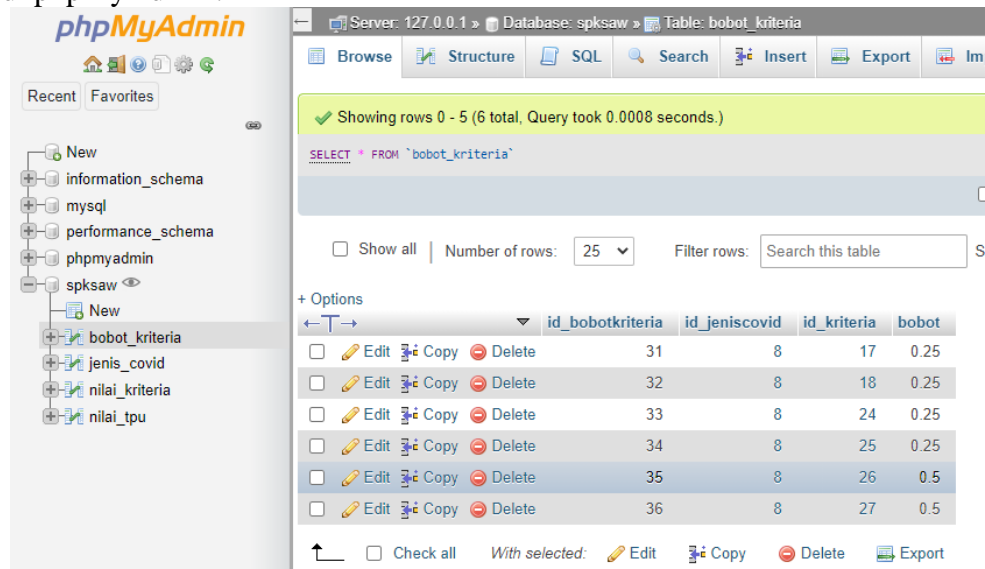 phpMyAdmin
Recent Favorites
New
information_schema
mysql
performance_schema
phpmyadmin
spksaw
New
bobot_kriteria
jenis_covid
nilai_kriteria
nilai_tpu
Server: 127.0.0.1 » Database: spksaw » Table: bobot_kriteria
Browse Structure SQL Search Insert Export Im
Showing rows 0 - 5 (6 total, Query took 0.0008 seconds.)
SELECT * FROM `bobot_kriteria`
Show all | Number of rows: 25 Filter rows: Search this table S
+ Options
←T→ id_bobotkriteria id_jeniscovid id_kriteria bobot
Edit Copy Delete 31 8 17 0.25
Edit Copy Delete 32 8 18 0.25
Edit Copy Delete 33 8 24 0.25
Edit Copy Delete 34 8 25 0.25
Edit Copy Delete 35 8 26 0.5
Edit Copy Delete 36 8 27 0.5
Check all With selected: Edit Copy Delete Export